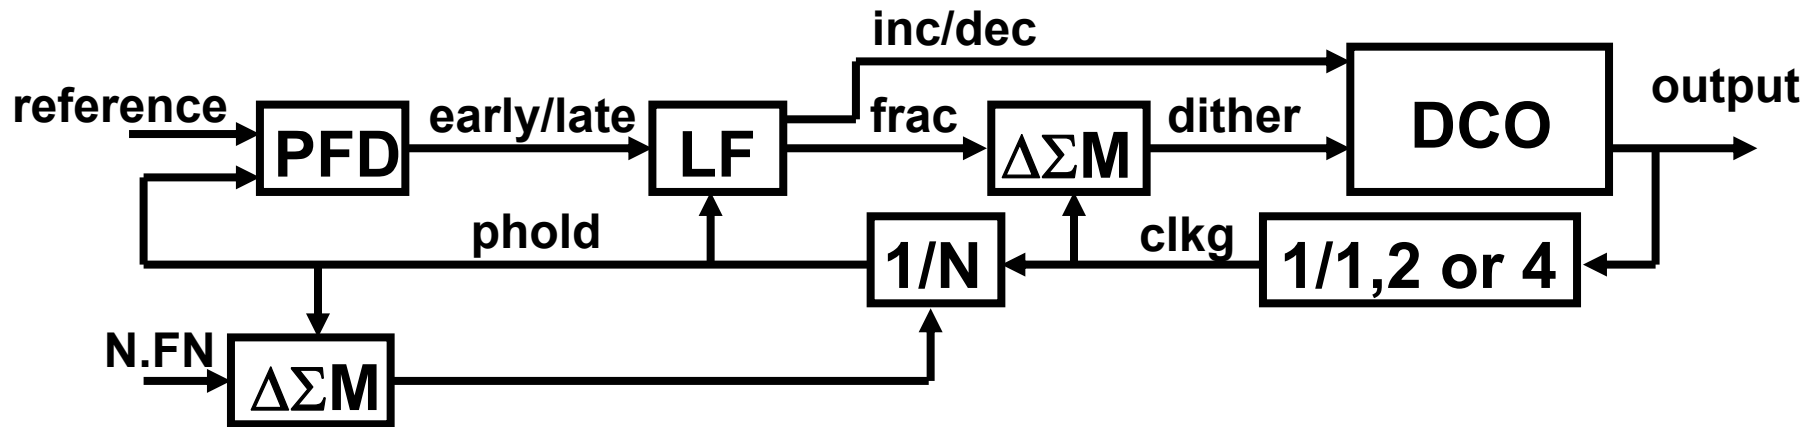 inc/dec
reference
PFD
early/late
LF
frac
ΔΣM
dither
DCO
output
phold
1/N
clkg
1/1,2 or 4
N.FN
ΔΣM